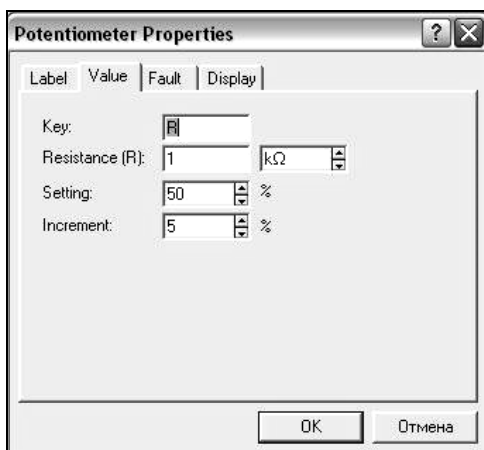 Potentiometer Properties ?
Label Value Fault Display
Key: R
Resistance (R): 1 kΩ
Setting: 50 %
Increment: 5 %
OK Отмена